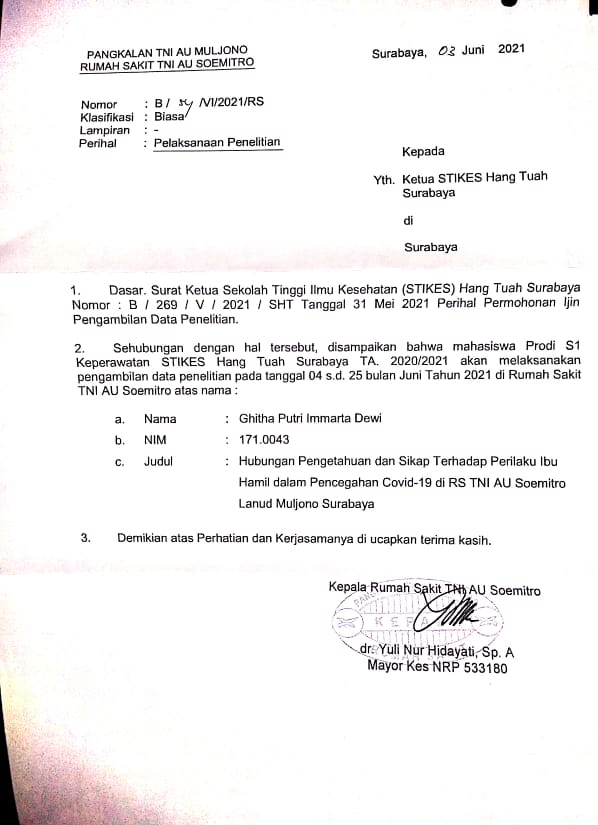 PANGKALAN TNI AU MULJONO
RUMAH SAKIT TNI AU SOEMITRO
Surabaya, 03 Juni 2021
Nomor : B / /VI/2021/RS
Klasifikasi : Biasa
Lampiran : -
Perihal : Pelaksanaan Penelitian
Kepada
Yth. Ketua STIKES Hang Tuah
Surabaya
di
Surabaya
1. Dasar. Surat Ketua Sekolah Tinggi Ilmu Kesehatan (STIKES) Hang Tuah Surabaya
Nomor : B / 269 / V / 2021 / SHT Tanggal 31 Mei 2021 Perihal Permohonan Ijin
Pengambilan Data Penelitian.
2. Sehubungan dengan hal tersebut, disampaikan bahwa mahasiswa Prodi S1
Keperawatan STIKES Hang Tuah Surabaya TA. 2020/2021 akan melaksanakan
pengambilan data penelitian pada tanggal 04 s.d. 25 bulan Juni Tahun 2021 di Rumah Sakit
TNI AU Soemitro atas nama :
a. Nama : Ghitha Putri Immarta Dewi
b. NIM : 171.0043
c. Judul : Hubungan Pengetahuan dan Sikap Terhadap Perilaku Ibu
Hamil dalam Pencegahan Covid-19 di RS TNI AU Soemitro
Lanud Muljono Surabaya
3. Demikian atas Perhatian dan Kerjasamanya di ucapkan terima kasih.
Kepala Rumah Sakit TNI AU Soemitro
dr. Yuli Nur Hidayati, Sp. A
Mayor Kes NRP 533180